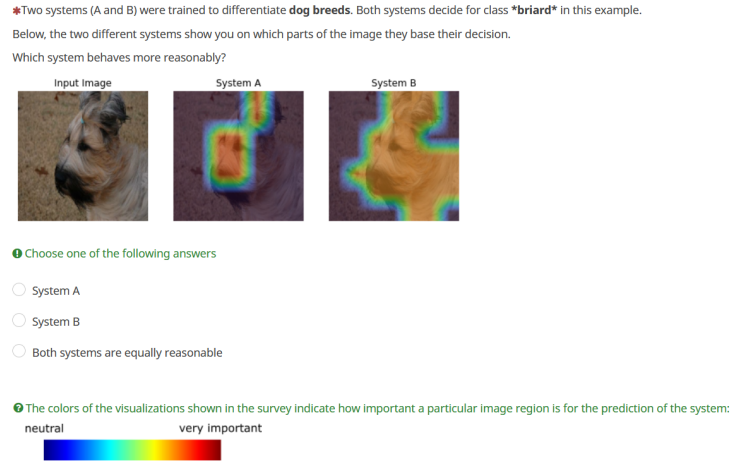 *Two systems (A and B) were trained to differentiate dog breeds. Both systems decide for class *briard* in this example.
Below, the two different systems show you on which parts of the image they base their decision.
Which system behaves more reasonably?
Input Image System A System B
Choose one of the following answers
System A
System B
Both systems are equally reasonable
The colors of the visualizations shown in the survey indicate how important a particular image region is for the prediction of the system:
neutral very important